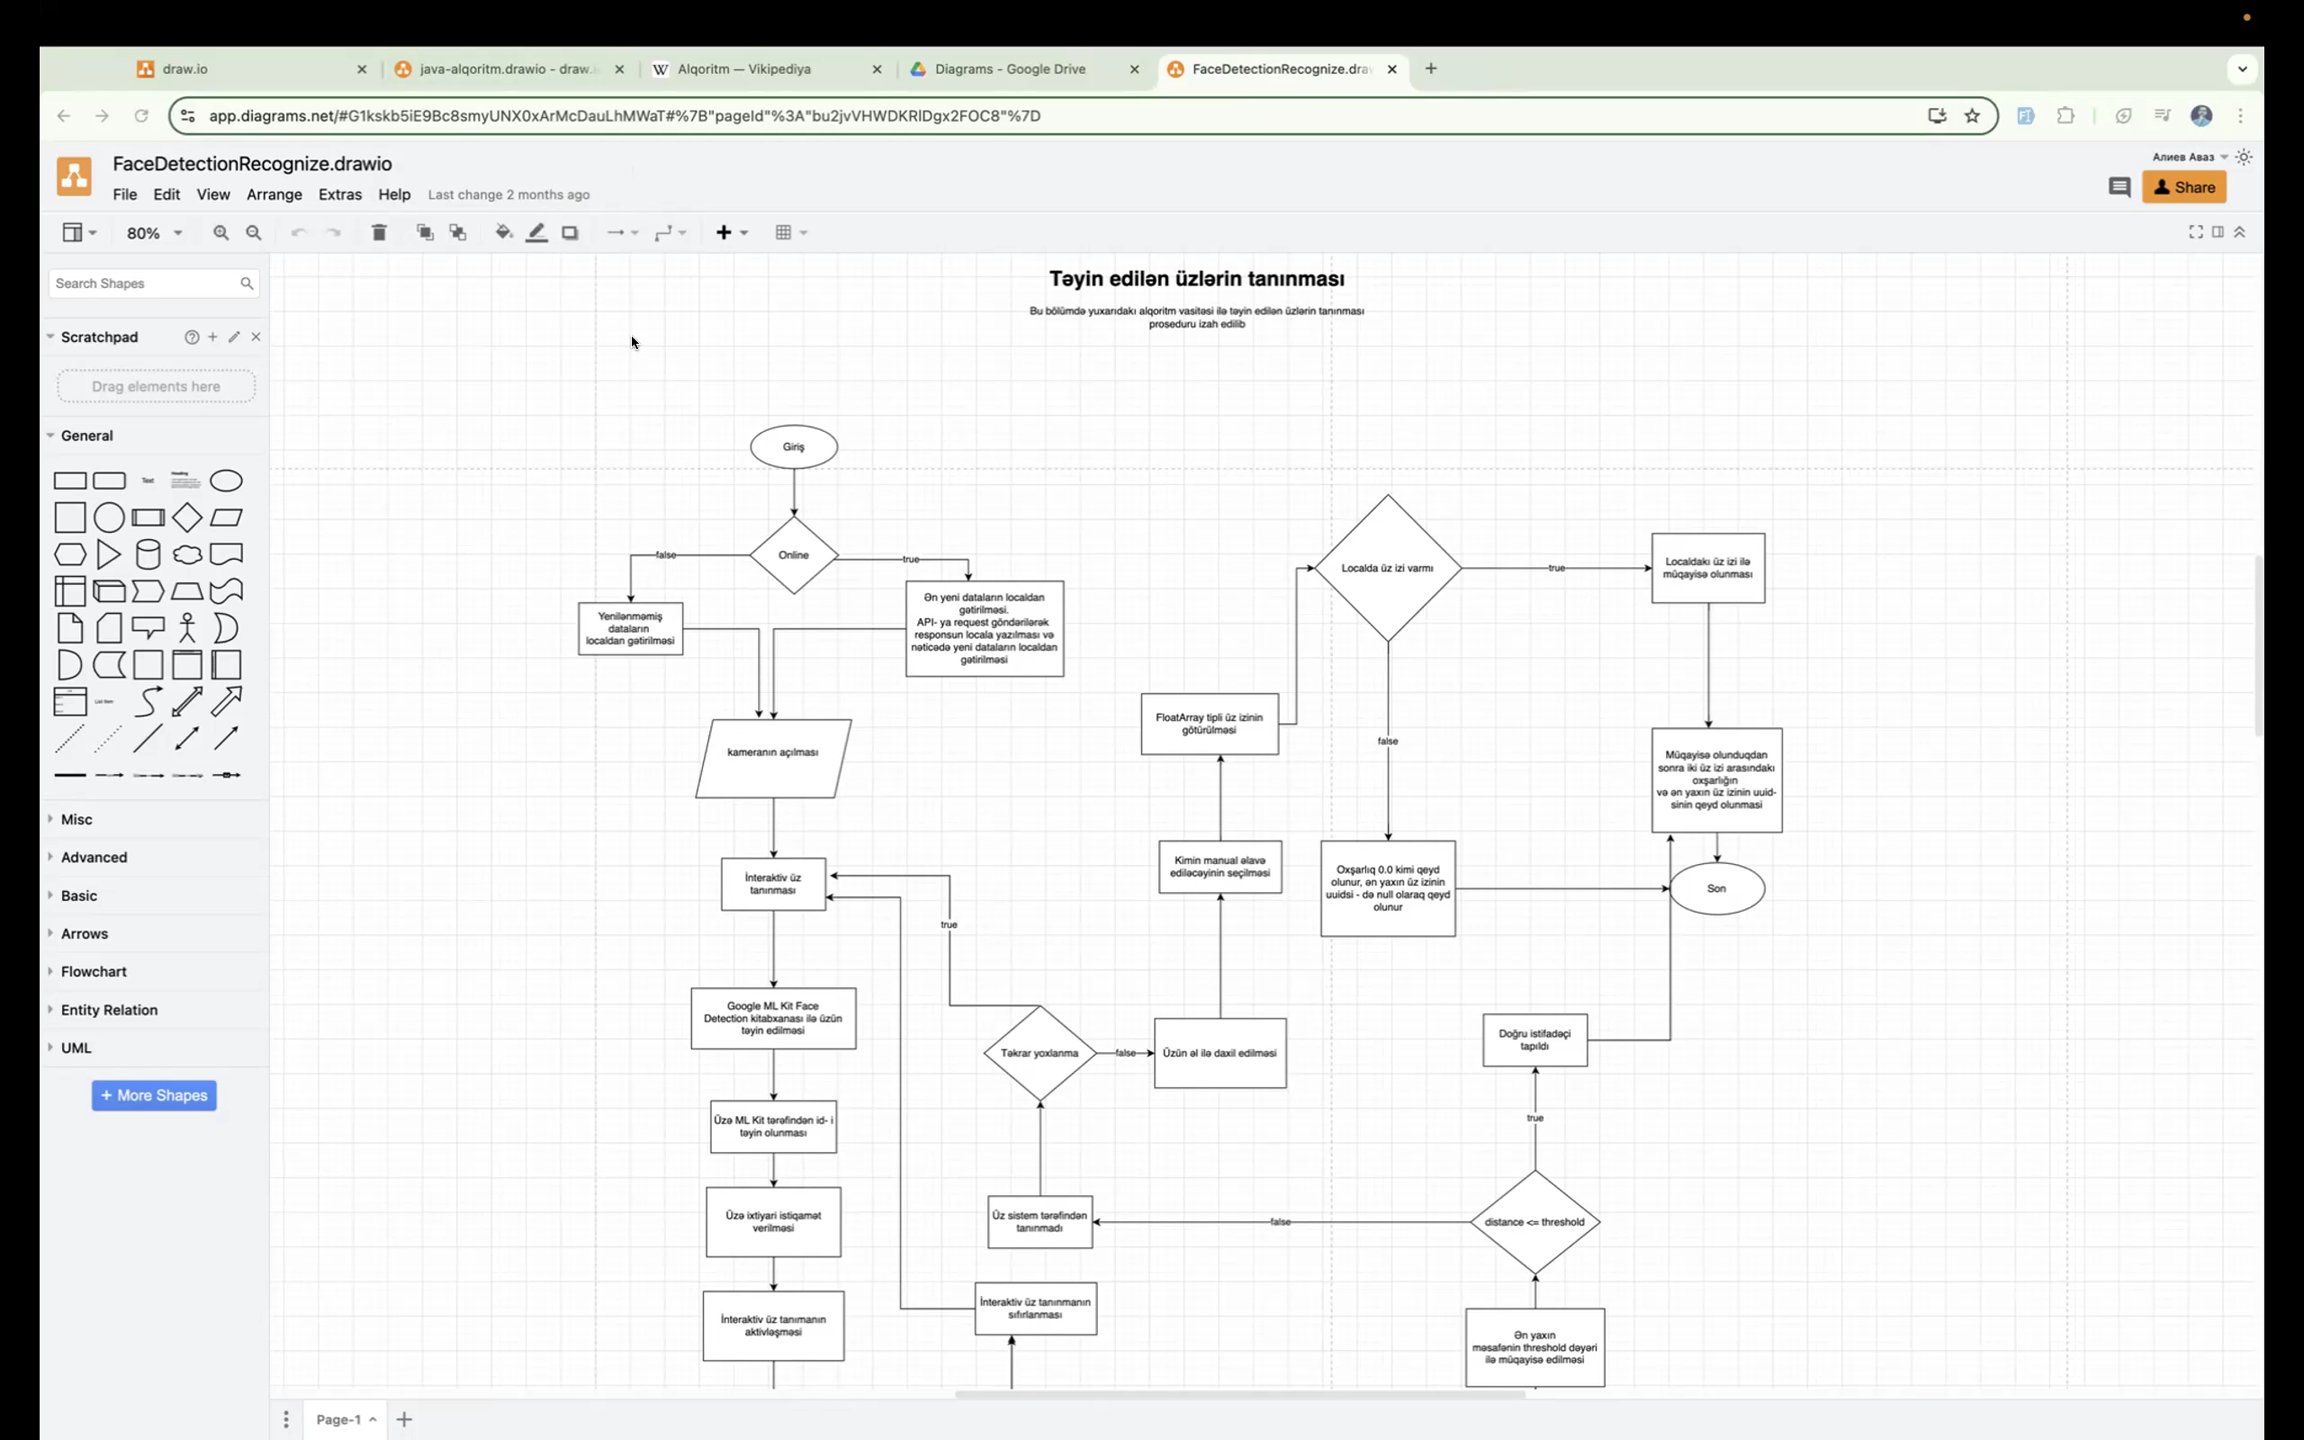 draw.io
java-alqoritm.drawio - draw.i
Alqoritm — Vikipediya
Diagrams - Google Drive
FaceDetectionRecognize.draw
app.diagrams.net/#G1kskb5iE9Bc8smyUNX0xArMcDauLhMWaT#%7B"pageId"%3A"bu2jvVHWDKRIDgx2FOC8"%7D
FaceDetectionRecognize.drawio
Алиев Аваз
File Edit View Arrange Extras Help Last change 2 months ago
Share
80%
Search Shapes
Scratchpad
Drag elements here
General
Text
Heading
List Item
Misc
Advanced
Basic
Arrows
Flowchart
Entity Relation
UML
+ More Shapes
Təyin edilən üzlərin tanınması
Bu bölümdə yuxarıdakı alqoritm vasitəsi ilə təyin edilən üzlərin tanınması
proseduru izah edilib
Giriş
Online
false
true
Yenilənməmiş
dataların
localdan gətirilməsi
Ən yeni dataların localdan
gətirilməsi.
API- ya request göndərilərək
responsun locala yazılması və
nəticədə yeni dataların localdan
gətirilməsi
kameranın açılması
İnteraktiv üz
tanınması
true
Google ML Kit Face
Detection kitabxanası ilə üzün
təyin edilməsi
Üzə ML Kit tərəfindən id- i
təyin olunması
Üzə ixtiyari istiqamət
verilməsi
İnteraktiv üz tanımanın
aktivləşməsi
Təkrar yoxlanma
false
Üzün əl ilə daxil edilməsi
Üz sistem tərəfindən
tanınmadı
İnteraktiv üz tanınmanın
sıfırlanması
Kimin manual əlavə
ediləcəyinin seçilməsi
FloatArray tipli üz izinin
götürülməsi
Localda üz izi varmı
true
false
Localdakı üz izi ilə
müqayisə olunması
Müqayisə olunduqdan
sonra iki üz izi arasındakı
oxşarlığın
və ən yaxın üz izinin uuid-
sinin qeyd olunmasi
Oxşarlıq 0.0 kimi qeyd
olunur, ən yaxın üz izinin
uuidsi - də null olaraq qeyd
olunur
Son
Doğru istifadəçi
tapıldı
true
distance <= threshold
false
Ən yaxın
məsafənin threshold dəyəri
ilə müqayisə edilməsi
Page-1